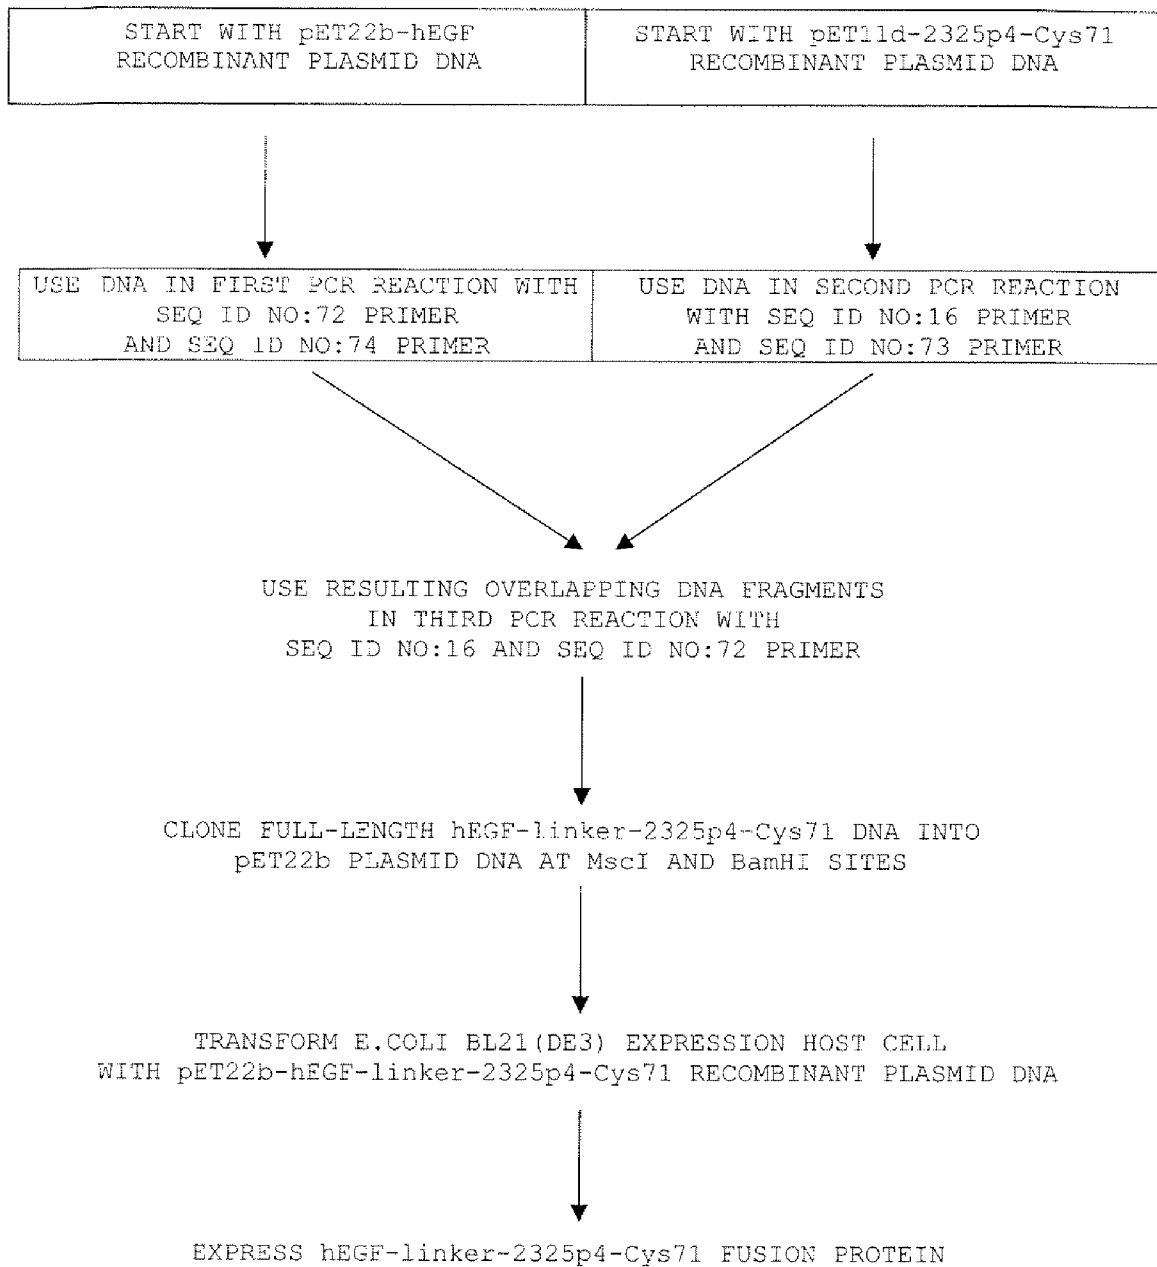 START WITH pET22b-hEGF
RECOMBINANT PLASMID DNA
START WITH pET11d-2325p4-Cys71
RECOMBINANT PLASMID DNA
USE DNA IN FIRST PCR REACTION WITH
SEQ ID NO:72 PRIMER
AND SEQ ID NO:74 PRIMER
USE DNA IN SECOND PCR REACTION
WITH SEQ ID NO:16 PRIMER
AND SEQ ID NO:73 PRIMER
USE RESULTING OVERLAPPING DNA FRAGMENTS
IN THIRD PCR REACTION WITH
SEQ ID NO:16 AND SEQ ID NO:72 PRIMER
CLONE FULL-LENGTH hEGF-linker-2325p4-Cys71 DNA INTO
pET22b PLASMID DNA AT MscI AND BamHI SITES
TRANSFORM E.COLI BL21(DE3) EXPRESSION HOST CELL
WITH pET22b-hEGF-linker-2325p4-Cys71 RECOMBINANT PLASMID DNA
EXPRESS hEGF-linker-2325p4-Cys71 FUSION PROTEIN